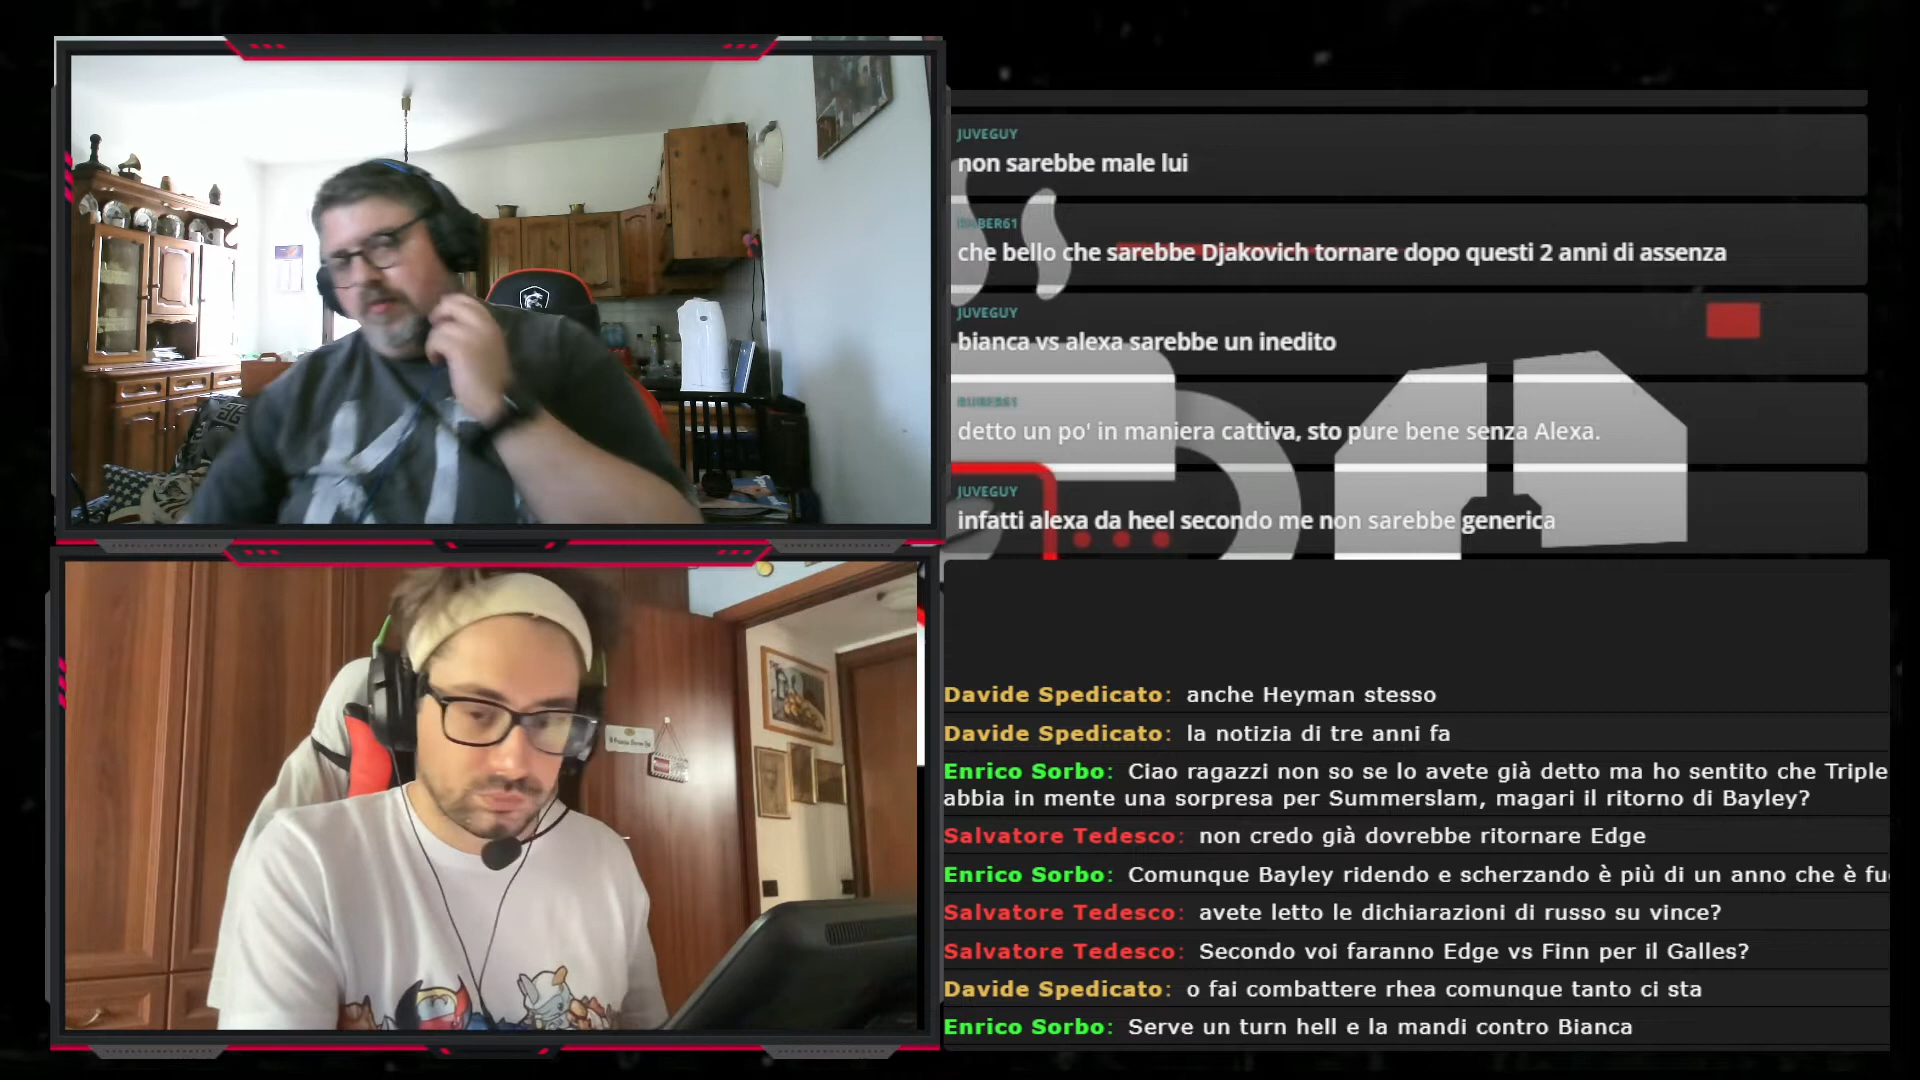 JUVEGUY
non sarebbe male lui
che bello che sarebbe Djakovich tornare dopo questi 2 anni di assenza
JUVEGUY
bianca vs alexa sarebbe un inedito
detto un po' in maniera cattiva, sto pure bene senza Alexa.
JUVEGUY
infatti alexa da heel secondo me non sarebbe generica
Davide Spedicato: anche Heyman stesso
Davide Spedicato: la notizia di tre anni fa
Enrico Sorbo: Ciao ragazzi non so se lo avete già detto ma ho sentito che Triple
abbia in mente una sorpresa per Summerslam, magari il ritorno di Bayley?
Salvatore Tedesco: non credo già dovrebbe ritornare Edge
Enrico Sorbo: Comunque Bayley ridendo e scherzando è più di un anno che è fu
Salvatore Tedesco: avete letto le dichiarazioni di russo su vince?
Salvatore Tedesco: Secondo voi faranno Edge vs Finn per il Galles?
Davide Spedicato: o fai combattere rhea comunque tanto ci sta
Enrico Sorbo: Serve un turn hell e la mandi contro Bianca